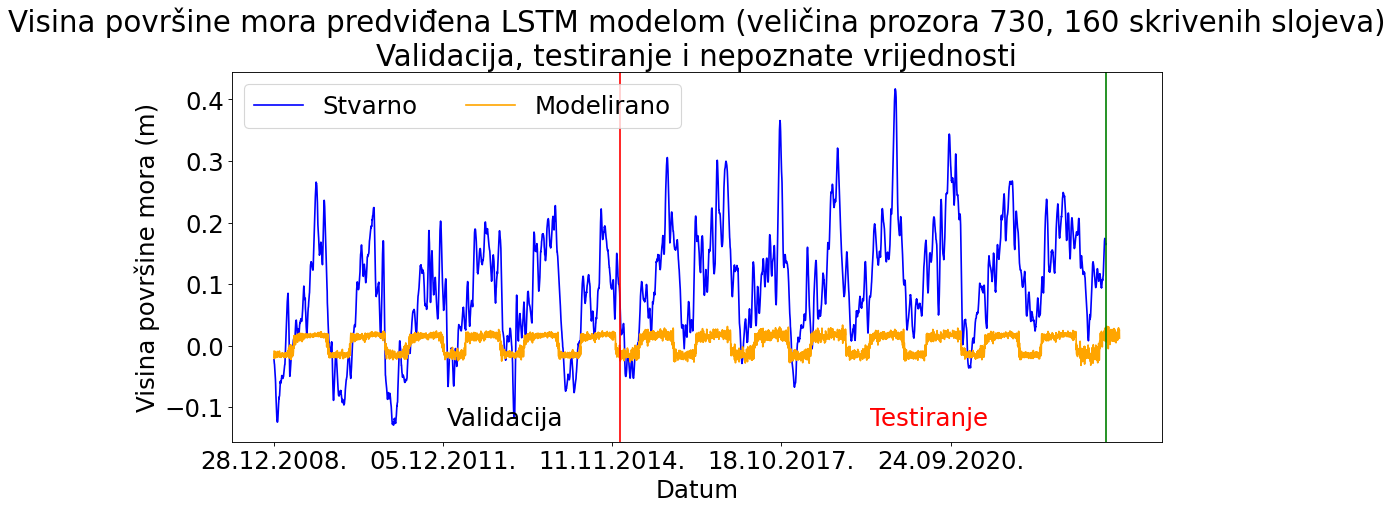 Visina površine mora predviđena LSTM modelom (veličina prozora 730, 160 skrivenih slojeva)
Validacija, testiranje i nepoznate vrijednosti
Stvarno Modelirano
Visina površine mora (m)
0.4
0.3
0.2
0.1
0.0
−0.1
Validacija
Testiranje
28.12.2008. 05.12.2011. 11.11.2014. 18.10.2017. 24.09.2020.
Datum